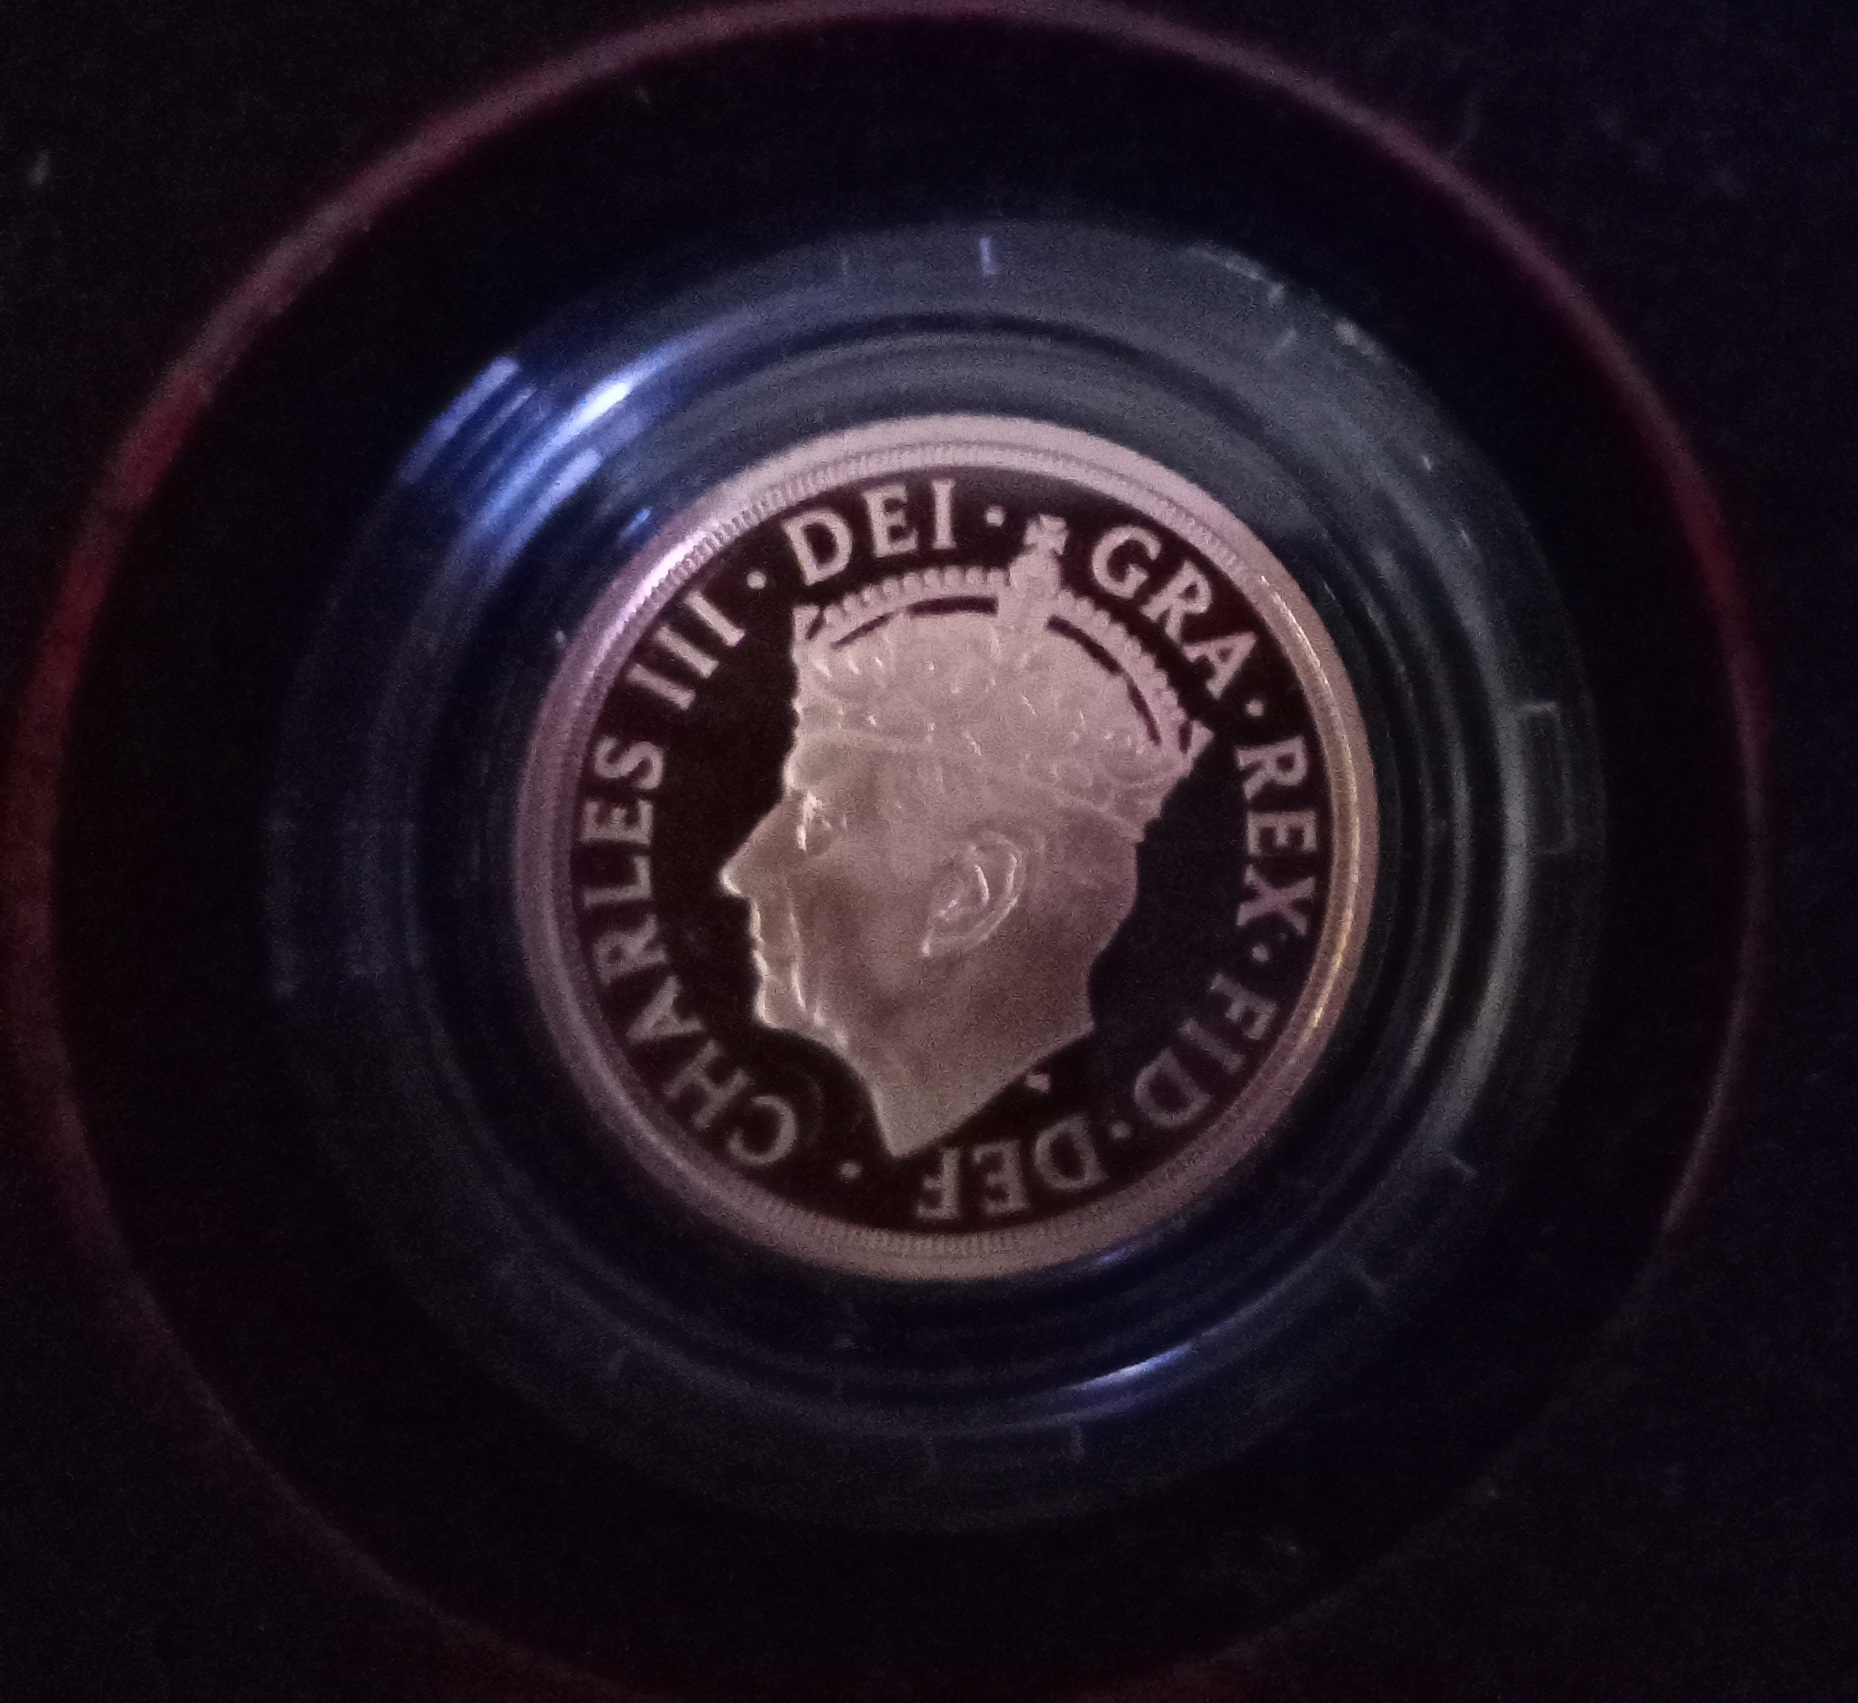 CHARLES III · DEI · GRA · REX · FID · DEF ·